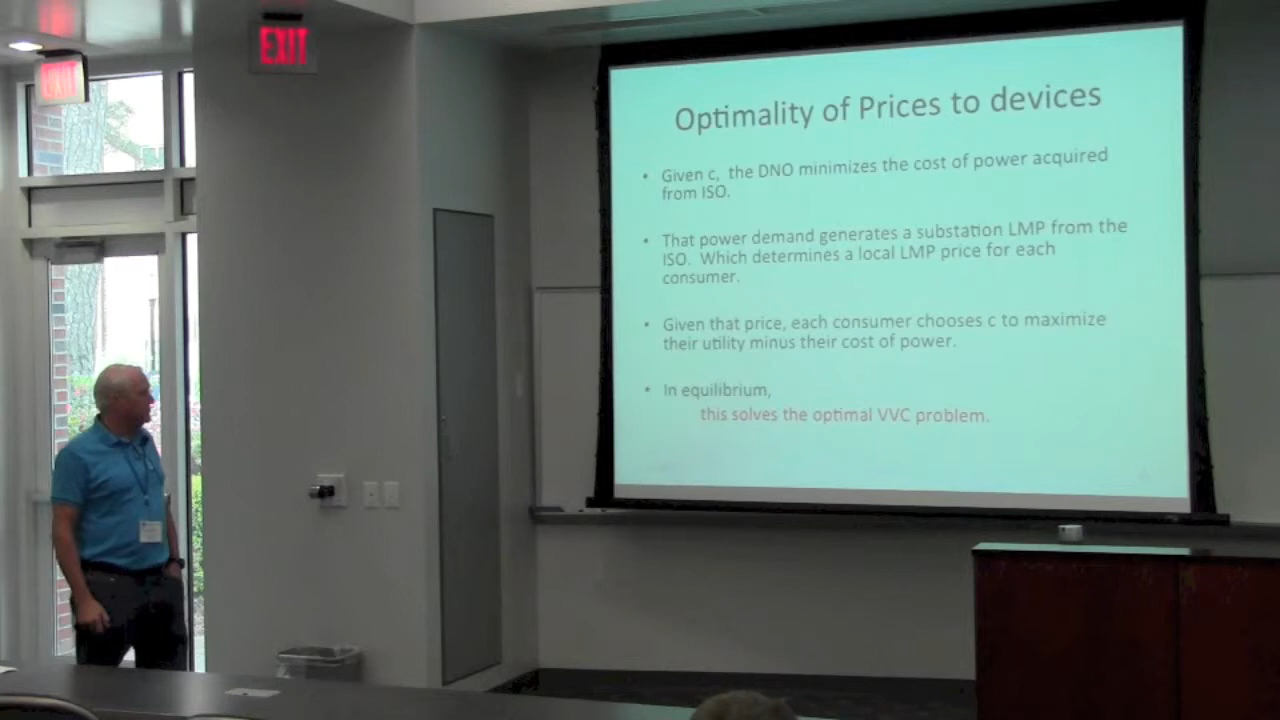 EXIT
EXIT
Optimality of Prices to devices
• Given c, the DNO minimizes the cost of power acquired
from ISO.
• That power demand generates a substation LMP from the
ISO. Which determines a local LMP price for each
consumer.
• Given that price, each consumer chooses c to maximize
their utility minus their cost of power.
• In equilibrium,
this solves the optimal VVC problem.